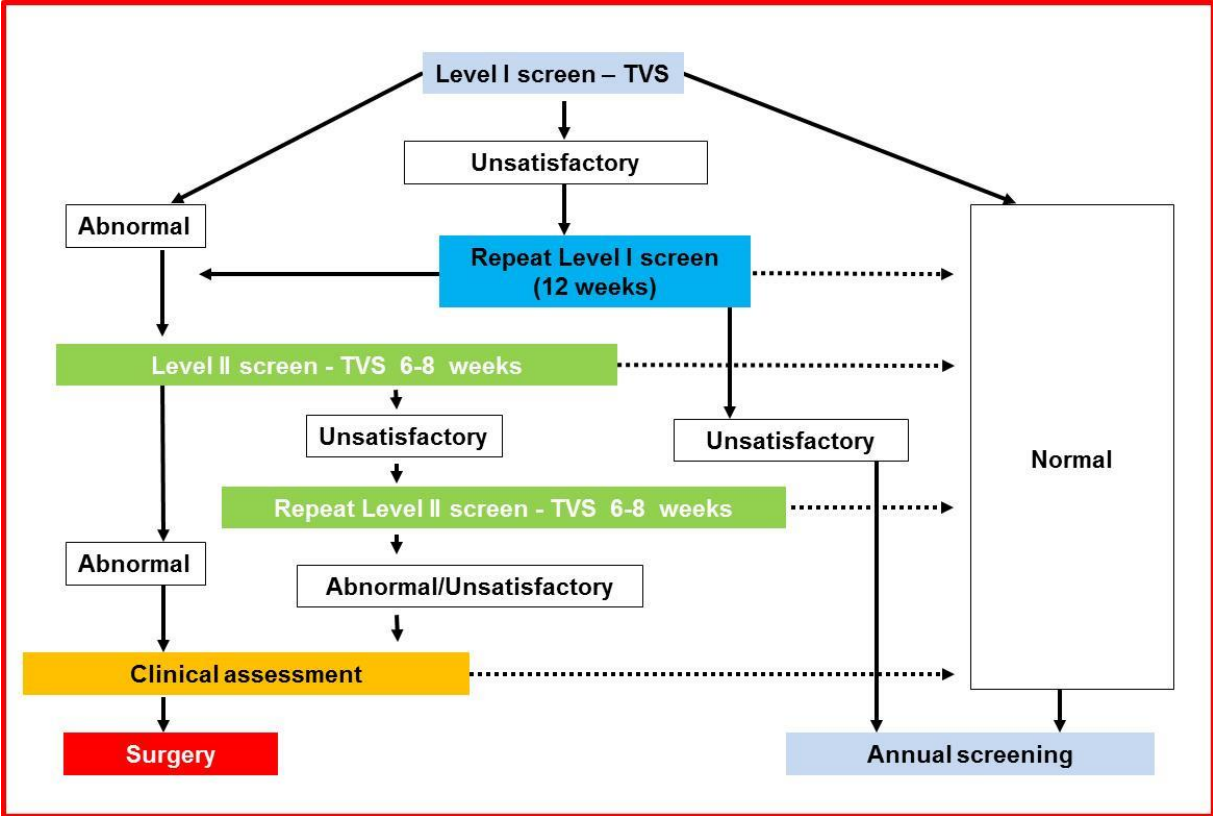 Level I screen – TVS
Unsatisfactory
Abnormal
Repeat Level I screen
(12 weeks)
Level II screen - TVS 6-8 weeks
Unsatisfactory
Unsatisfactory
Normal
Repeat Level II screen - TVS 6-8 weeks
Abnormal
Abnormal/Unsatisfactory
Clinical assessment
Surgery
Annual screening